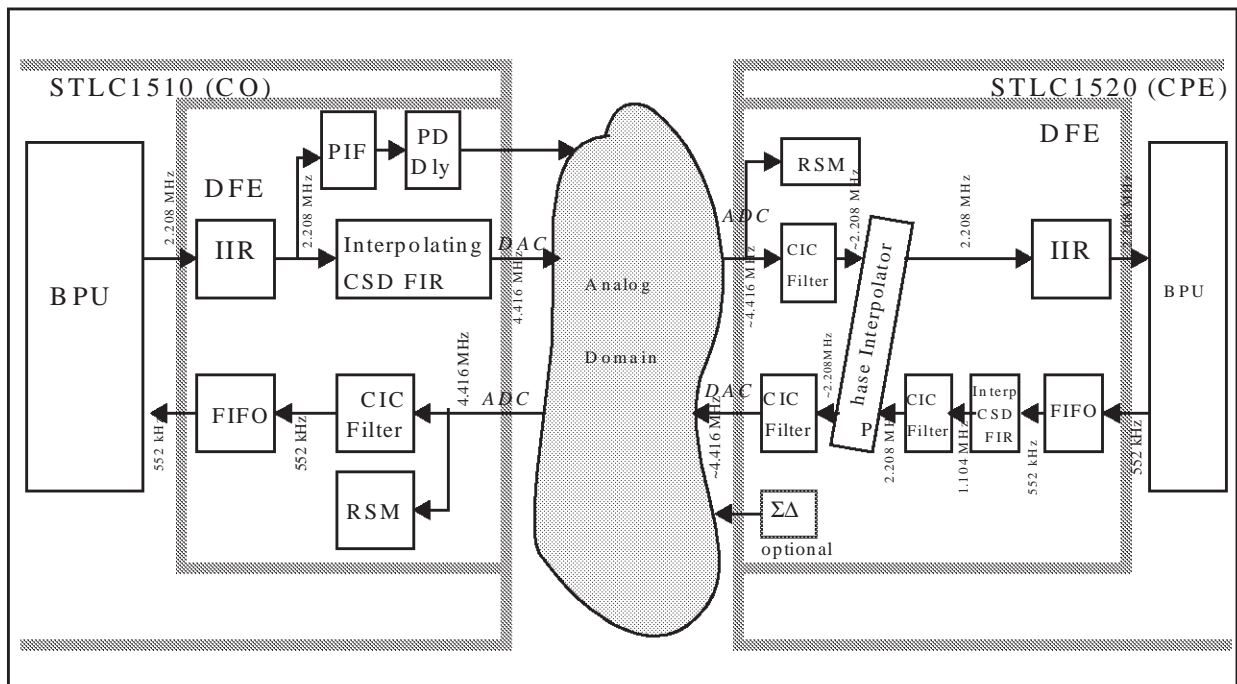 STLC1510 (CO)
BPU
2.208 MHz
DFE
IIR
2.208 MHz
PIF
PD
Dly
Interpolating
CSD FIR
DAC
4.416 MHz
552 kHz
FIFO
552 kHz
CIC
Filter
4.416 MHz
ADC
RSM
Analog
Domain
STLC1520 (CPE)
DFE
RSM
ADC
~4.416 MHz
CIC
Filter
~2.208 MHz
Phase Interpolator
2.208 MHz
IIR
2.208 MHz
BPU
DAC
~4.416 MHz
CIC
Filter
~2.208MHz
2.208 MHz
CIC
Filter
1.104 MHz
Interp
CSD
FIR
552 kHz
FIFO
552 kHz
ΣΔ
optional